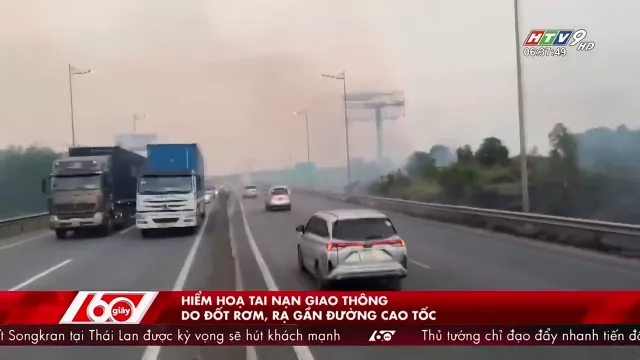 HTV9 HD
06:37:49
60 giây
HIỂM HOẠ TAI NẠN GIAO THÔNG
DO ĐỐT RƠM, RẠ GẦN ĐƯỜNG CAO TỐC
ết Songkran tại Thái Lan được kỳ vọng sẽ hút khách mạnh 60 Thủ tướng chỉ đạo đẩy nhanh tiến đ